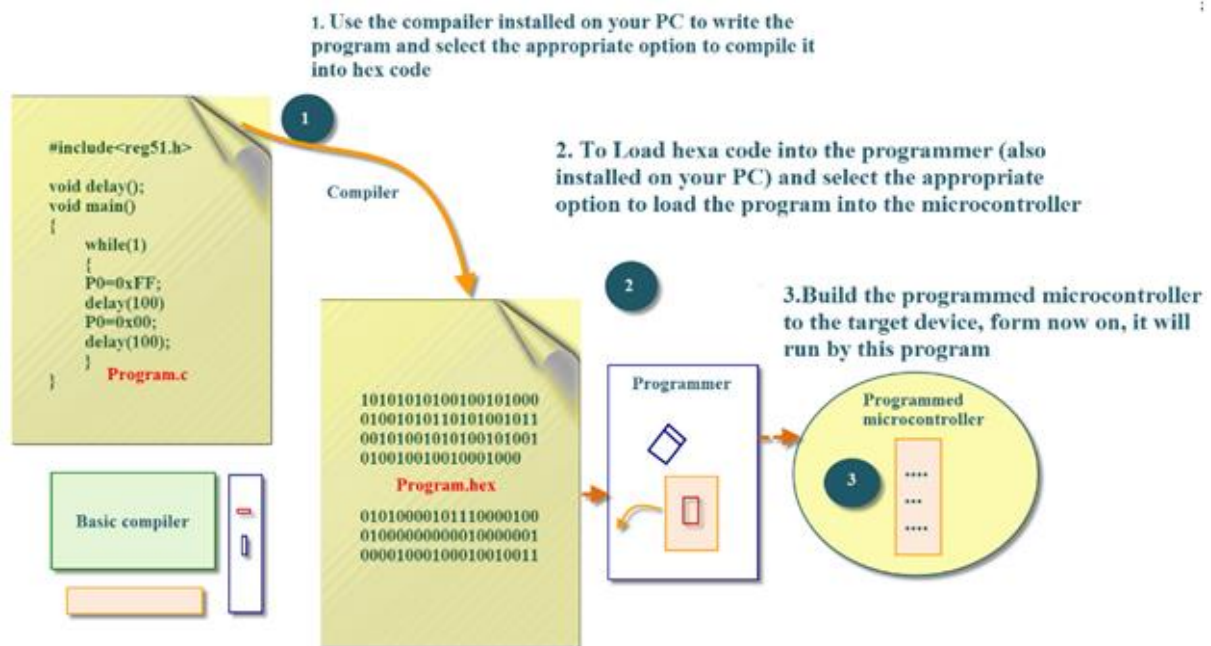 1. Use the compailer installed on your PC to write the
program and select the appropriate option to compile it
into hex code
1
#include<reg51.h>
void delay();
void main()
{
while(1)
{
P0=0xFF;
delay(100)
P0=0x00;
delay(100);
}
}
Program.c
Compiler
2. To Load hexa code into the programmer (also
installed on your PC) and select the appropriate
option to load the program into the microcontroller
2
3.Build the programmed microcontroller
to the target device, form now on, it will
run by this program
Programmer
Programmed
microcontroller
3
10101010100100101000
01001010110101001011
00101001010100101001
010010010010001000
Program.hex
01010000101110000100
01000000000010000001
00001000100010010011
Basic compiler